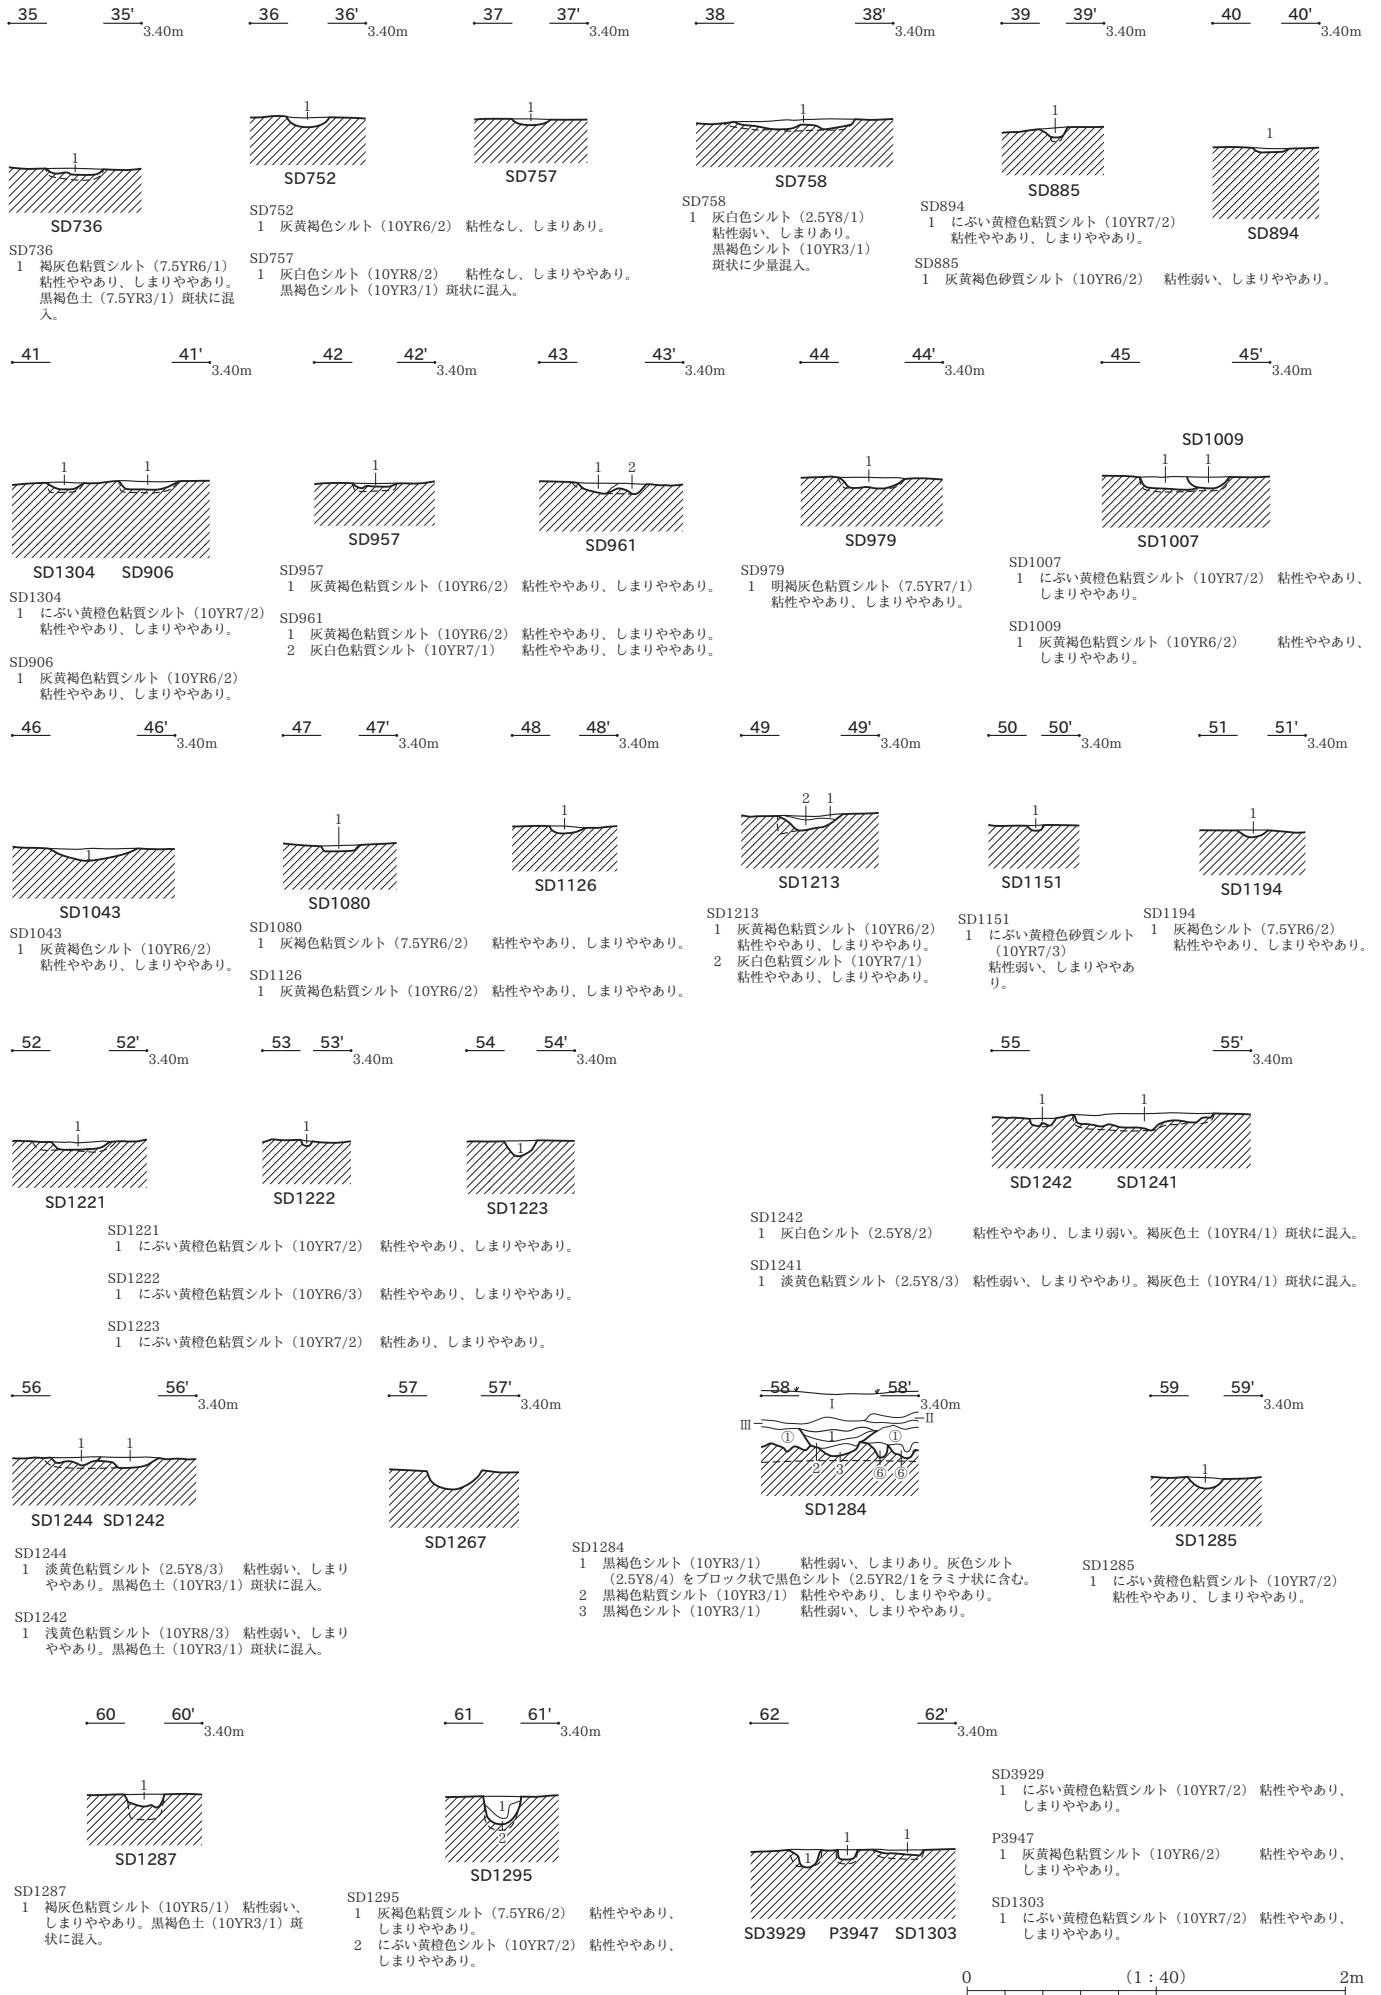 35 35' 3.40m 36 36' 3.40m 37 37' 3.40m 38 38' 3.40m 39 39' 3.40m 40 40' 3.40m
1 SD736
1 SD752
1 SD757
1 SD758
1 SD885
1 SD894
SD736
1 褐灰色粘質シルト（7.5YR6/1）
粘性ややあり、しまりややあり。
黒褐色土（7.5YR3/1）斑状に混
入。
SD752
1 灰黄褐色シルト（10YR6/2） 粘性なし、しまりあり。
SD757
1 灰白色シルト（10YR8/2） 粘性なし、しまりややあり。
黒褐色シルト（10YR3/1）斑状に混入。
SD758
1 灰白色シルト（2.5Y8/1）
粘性弱い、しまりあり。
黒褐色シルト（10YR3/1）
斑状に少量混入。
SD894
1 にぶい黄橙色粘質シルト（10YR7/2）
粘性ややあり、しまりややあり。
SD885
1 灰黄褐色砂質シルト（10YR6/2） 粘性弱い、しまりややあり。
41 41' 3.40m 42 42' 3.40m 43 43' 3.40m 44 44' 3.40m 45 45' 3.40m
1 1 SD1304 SD906
1 SD957
1 2 SD961
1 SD979
SD1009
1 1
SD1007
SD1304
1 にぶい黄橙色粘質シルト（10YR7/2）
粘性ややあり、しまりややあり。
SD906
1 灰黄褐色粘質シルト（10YR6/2）
粘性ややあり、しまりややあり。
SD957
1 灰黄褐色粘質シルト（10YR6/2） 粘性ややあり、しまりややあり。
SD961
1 灰黄褐色粘質シルト（10YR6/2） 粘性ややあり、しまりややあり。
2 灰白色粘質シルト（10YR7/1） 粘性ややあり、しまりややあり。
SD979
1 明褐灰色粘質シルト（7.5YR7/1）
粘性ややあり、しまりややあり。
SD1007
1 にぶい黄橙色粘質シルト（10YR7/2） 粘性ややあり、
しまりややあり。
SD1009
1 灰黄褐色粘質シルト（10YR6/2） 粘性ややあり、
しまりややあり。
46 46' 3.40m 47 47' 3.40m 48 48' 3.40m 49 49' 3.40m 50 50' 3.40m 51 51' 3.40m
1 SD1043
1 SD1080
1 SD1126
2 1 SD1213
1 SD1151
1 SD1194
SD1043
1 灰黄褐色シルト（10YR6/2）
粘性ややあり、しまりややあり。
SD1080
1 灰褐色粘質シルト（7.5YR6/2） 粘性ややあり、しまりややあり。
SD1126
1 灰黄褐色粘質シルト（10YR6/2） 粘性ややあり、しまりややあり。
SD1213
1 灰黄褐色粘質シルト（10YR6/2）
粘性ややあり、しまりややあり。
2 灰白色粘質シルト（10YR7/1）
粘性ややあり、しまりややあり。
SD1151
1 にぶい黄橙色砂質シルト
（10YR7/3）
粘性弱い、しまりややあ
り。
SD1194
1 灰褐色シルト（7.5YR6/2）
粘性ややあり、しまりややあり。
52 52' 3.40m 53 53' 3.40m 54 54' 3.40m 55 55' 3.40m
1 SD1221
1 SD1222
1 SD1223
1 1 SD1242 SD1241
SD1221
1 にぶい黄橙色粘質シルト（10YR7/2） 粘性ややあり、しまりややあり。
SD1222
1 にぶい黄橙色粘質シルト（10YR6/3） 粘性ややあり、しまりややあり。
SD1223
1 にぶい黄橙色粘質シルト（10YR7/2） 粘性あり、しまりややあり。
SD1242
1 灰白色シルト（2.5Y8/2） 粘性ややあり、しまり弱い。褐灰色土（10YR4/1）斑状に混入。
SD1241
1 淡黄色粘質シルト（2.5Y8/3） 粘性弱い、しまりややあり。褐灰色土（10YR4/1）斑状に混入。
56 56' 3.40m 57 57' 3.40m 58 58' 3.40m 59 59' 3.40m
1 1 SD1244 SD1242
SD1267
I
III II
① 1 ①
2 3 ⑥ ⑥
SD1284
1 SD1285
SD1244
1 淡黄色粘質シルト（2.5Y8/3） 粘性弱い、しまり
ややあり。黒褐色土（10YR3/1）斑状に混入。
SD1242
1 浅黄色粘質シルト（10YR8/3） 粘性弱い、しまり
ややあり。黒褐色土（10YR3/1）斑状に混入。
SD1284
1 黒褐色シルト（10YR3/1） 粘性弱い、しまりあり。灰色シルト
（2.5Y8/4）をブロック状で黒色シルト（2.5YR2/1をラミナ状に含む。
2 黒褐色粘質シルト（10YR3/1） 粘性ややあり、しまりややあり。
3 黒褐色シルト（10YR3/1） 粘性弱い、しまりややあり。
SD1285
1 にぶい黄橙色粘質シルト（10YR7/2）
粘性ややあり、しまりややあり。
60 60' 3.40m 61 61' 3.40m 62 62' 3.40m
1 SD1287
1 2 SD1295
1 1 1 SD3929 P3947 SD1303
SD1287
1 褐灰色粘質シルト（10YR5/1） 粘性弱い、
しまりややあり。黒褐色土（10YR3/1）斑
状に混入。
SD1295
1 灰褐色粘質シルト（7.5YR6/2） 粘性ややあり、
しまりややあり。
2 にぶい黄橙色シルト（10YR7/2） 粘性ややあり、
しまりややあり。
SD3929
1 にぶい黄橙色粘質シルト（10YR7/2） 粘性ややあり、
しまりややあり。
P3947
1 灰黄褐色粘質シルト（10YR6/2） 粘性ややあり、
しまりややあり。
SD1303
1 にぶい黄橙色粘質シルト（10YR7/2） 粘性ややあり、
しまりややあり。
0 （1：40） 2m